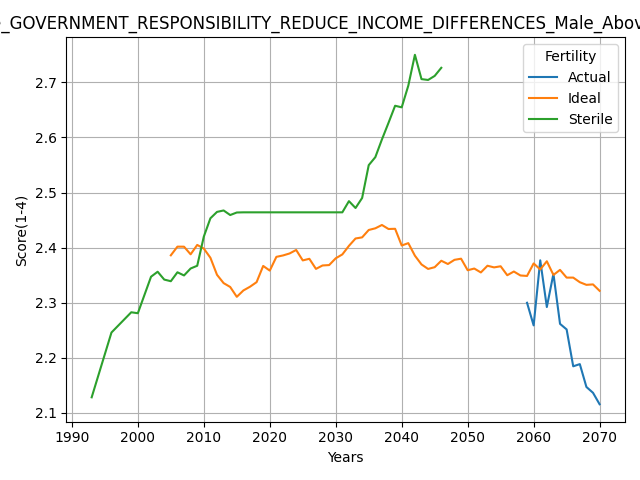 _GOVERNMENT_RESPONSIBILITY_REDUCE_INCOME_DIFFERENCES_Male_Abov
Fertility
Actual
Ideal
Sterile
Score(1-4)
2.7
2.6
2.5
2.4
2.3
2.2
2.1
1990 2000 2010 2020 2030 2040 2050 2060 2070
Years